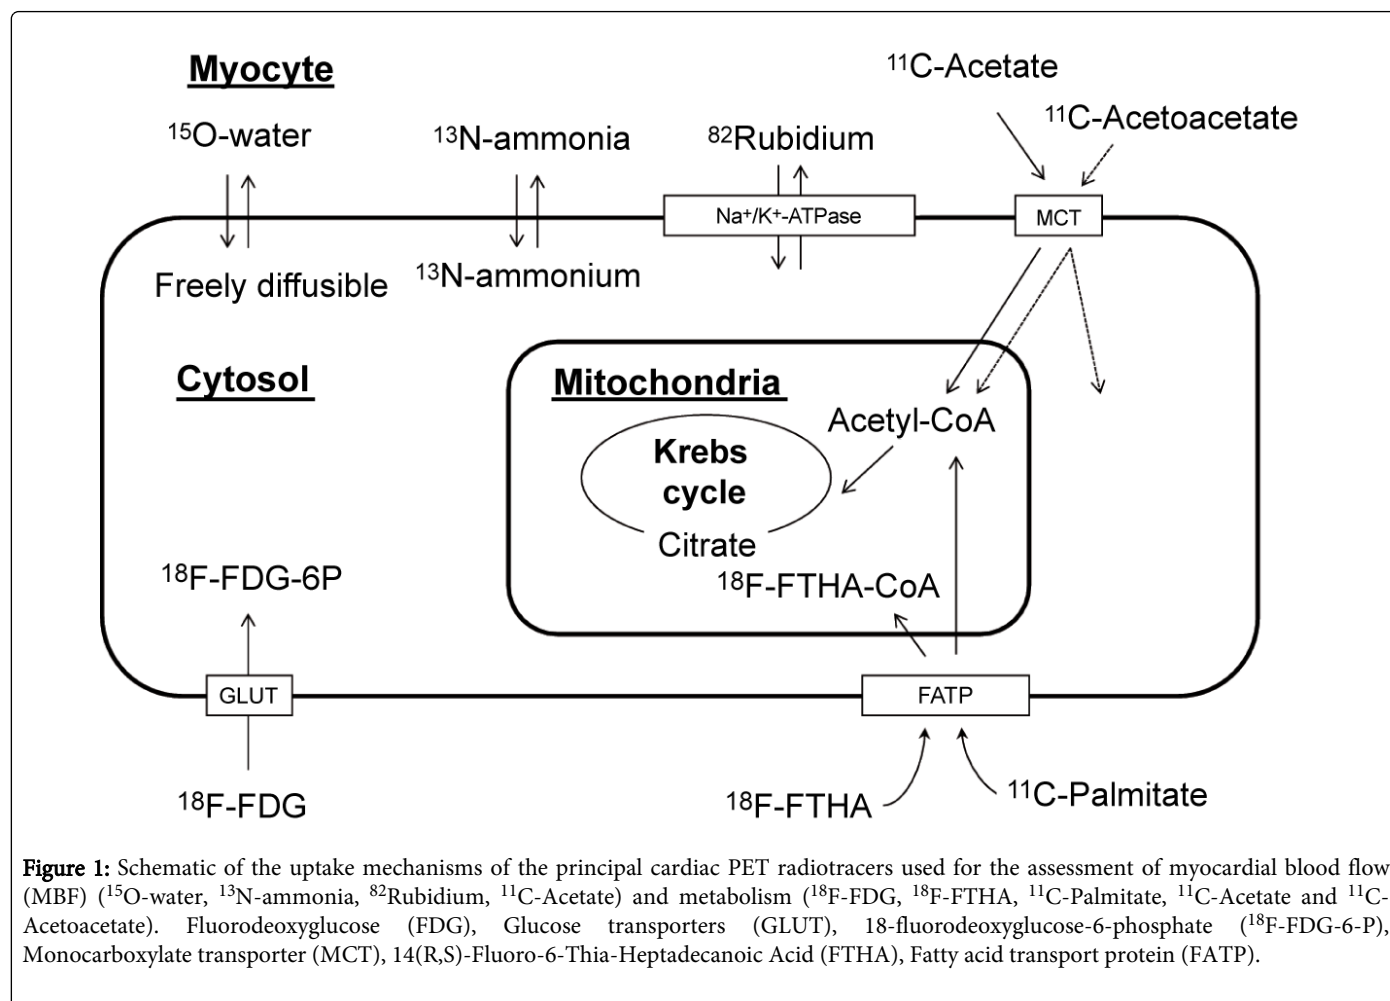 Myocyte
¹⁵O-water
¹³N-ammonia
⁸²Rubidium
¹¹C-Acetate
¹¹C-Acetoacetate
Na⁺/K⁺-ATPase
MCT
Freely diffusible
¹³N-ammonium
Cytosol
Mitochondria
Acetyl-CoA
Krebs
cycle
Citrate
¹⁸F-FDG-6P
¹⁸F-FTHA-CoA
GLUT
FATP
¹⁸F-FDG
¹⁸F-FTHA
¹¹C-Palmitate
Figure 1: Schematic of the uptake mechanisms of the principal cardiac PET radiotracers used for the assessment of myocardial blood flow
(MBF) (¹⁵O-water, ¹³N-ammonia, ⁸²Rubidium, ¹¹C-Acetate) and metabolism (¹⁸F-FDG, ¹⁸F-FTHA, ¹¹C-Palmitate, ¹¹C-Acetate and ¹¹C-
Acetoacetate). Fluorodeoxyglucose (FDG), Glucose transporters (GLUT), 18-fluorodeoxyglucose-6-phosphate (¹⁸F-FDG-6-P),
Monocarboxylate transporter (MCT), 14(R,S)-Fluoro-6-Thia-Heptadecanoic Acid (FTHA), Fatty acid transport protein (FATP).